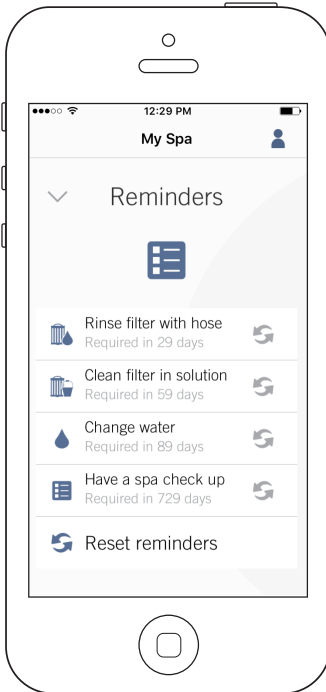 12:29 PM
My Spa
Reminders
Rinse filter with hose
Required in 29 days
Clean filter in solution
Required in 59 days
Change water
Required in 89 days
Have a spa check up
Required in 729 days
Reset reminders